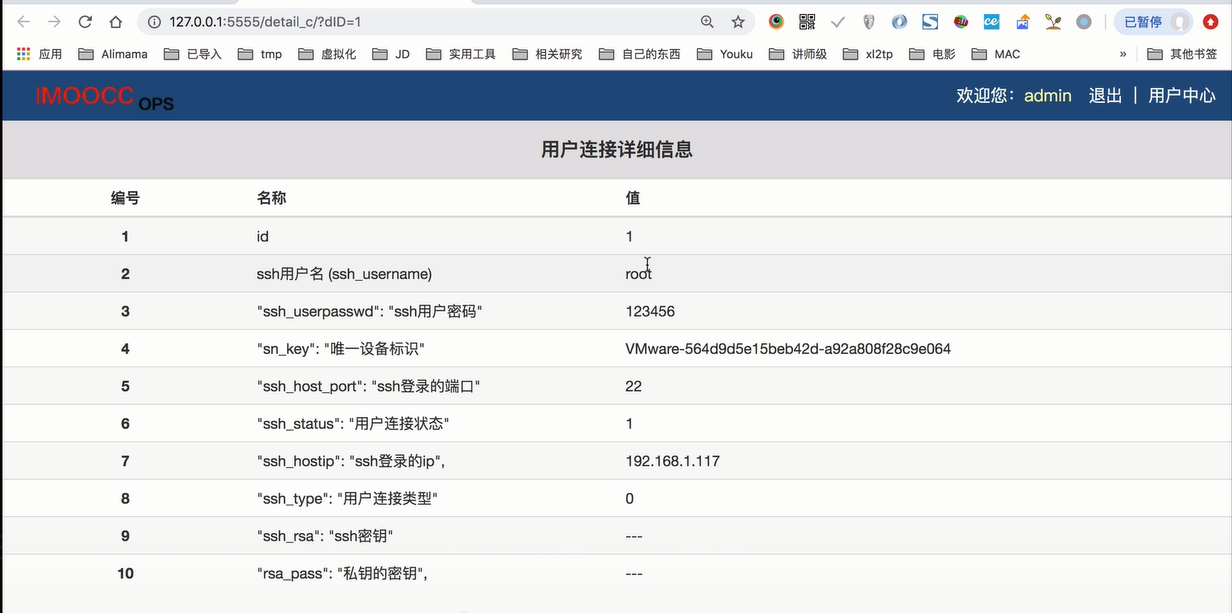 127.0.0.1:5555/detail_c/?dID=1 已暂停
应用 Alimama 已导入 tmp 虚拟化 JD 实用工具 相关研究 自己的东西 Youku 讲师级 xl2tp 电影 MAC » 其他书签
IMOOCC OPS 欢迎您：admin 退出 | 用户中心
用户连接详细信息
编号 名称 值
1 id 1
2 ssh用户名 (ssh_username) root
3 "ssh_userpasswd": "ssh用户密码" 123456
4 "sn_key": "唯一设备标识" VMware-564d9d5e15beb42d-a92a808f28c9e064
5 "ssh_host_port": "ssh登录的端口" 22
6 "ssh_status": "用户连接状态" 1
7 "ssh_hostip": "ssh登录的ip", 192.168.1.117
8 "ssh_type": "用户连接类型" 0
9 "ssh_rsa": "ssh密钥" ---
10 "rsa_pass": "私钥的密钥", ---